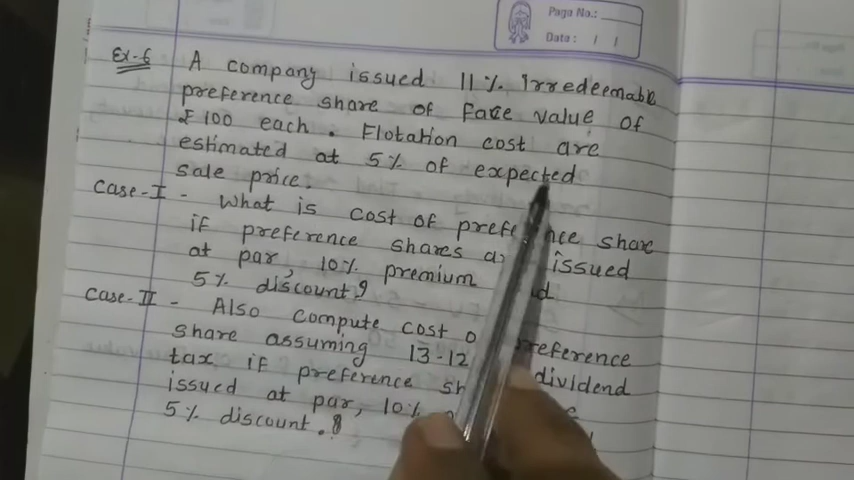 Page No.:
Date: / /
Ex-6 A company issued 11% Irredeemable
preference share of Face value of
₹100 each. Flotation cost are
estimated at 5% of expected
sale price.
Case-I - What is cost of preference share
if preference shares issued
at par, 10% premium
5% discount?
Case-II - Also compute cost
share assuming 13.12 dividend
tax if preference
issued at par, 10%
5% discount.?